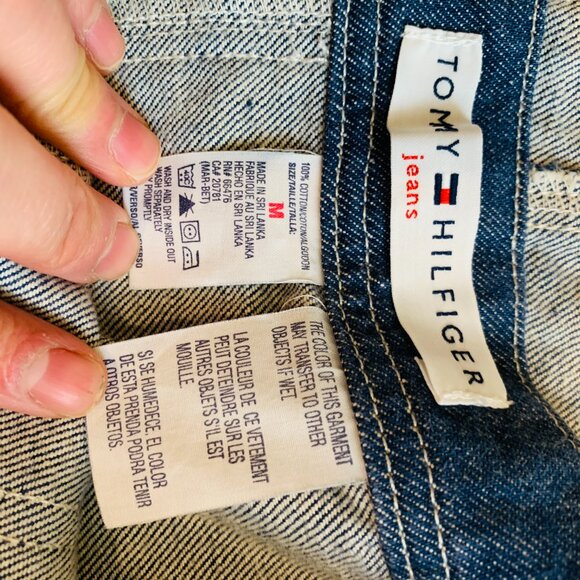 TOMMY HILFIGER
jeans
100% COTTON/COTON/ALGODON
SIZE/TAILLE/TALLA:
M
MADE IN SRI LANKA
FABRIQUE AU SRI LANKA
HECHO EN SRI LANKA
RN# 66476
CA# 20781
(MAR-BET)
WASH AND DRY INSIDE OUT
WASH SEPARATELY
PROMPTLY
THE COLOR OF THIS GARMENT
MAY TRANSFER TO OTHER
OBJECTS IF WET.
LA COULEUR DE CE VETEMENT
PEUT DETEINDRE SUR LES
AUTRES OBJETS S'IL EST
MOUILLE.
SI SE HUMEDECE EL COLOR
DE ESTA PRENDA PODRA TENIR
A OTROS OBJETOS.